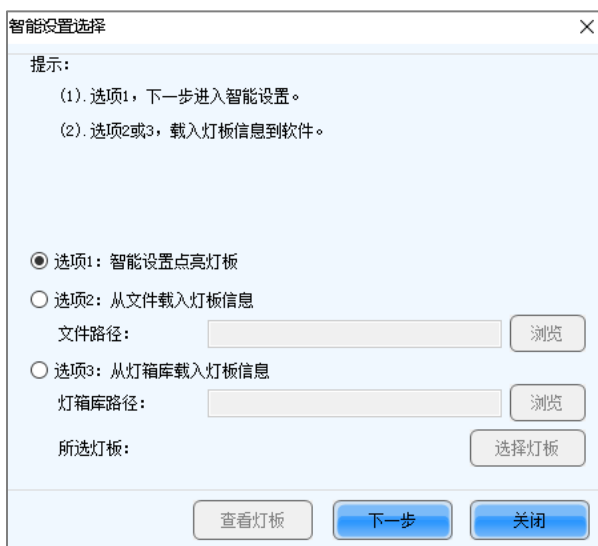 智能设置选择
提示:
(1).选项1，下一步进入智能设置。
(2).选项2或3，载入灯板信息到软件。
选项1: 智能设置点亮灯板
选项2: 从文件载入灯板信息
文件路径: 浏览
选项3: 从灯箱库载入灯板信息
灯箱库路径: 浏览
所选灯板: 选择灯板
查看灯板 下一步 关闭